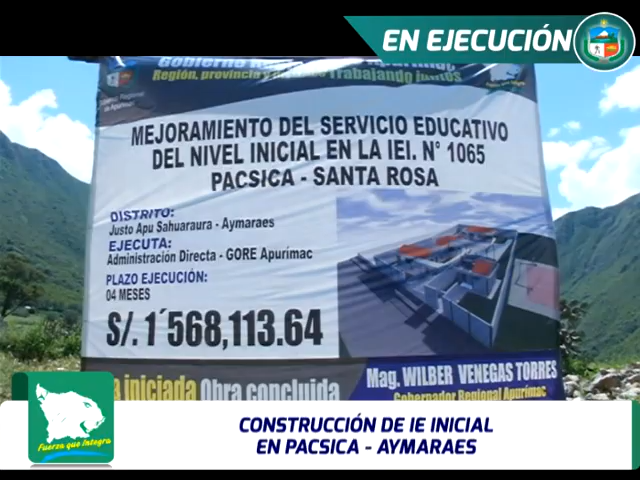 EN EJECUCIÓN
Gobierno
Región, provincia y Trabajando juntos
MEJORAMIENTO DEL SERVICIO EDUCATIVO
DEL NIVEL INICIAL EN LA IEI. N° 1065
PACSICA - SANTA ROSA
DISTRITO:
Justo Apu Sahuaraura - Aymaraes
EJECUTA:
Administración Directa - GORE Apurímac
PLAZO EJECUCIÓN:
04 MESES
S/. 1´568,113.64
A iniciada Obra concluida
Mag. WILBER VENEGAS TORRES
Gobernador Regional Apurímac
Fuerza que Integra
CONSTRUCCIÓN DE IE INICIAL
EN PACSICA - AYMARAES